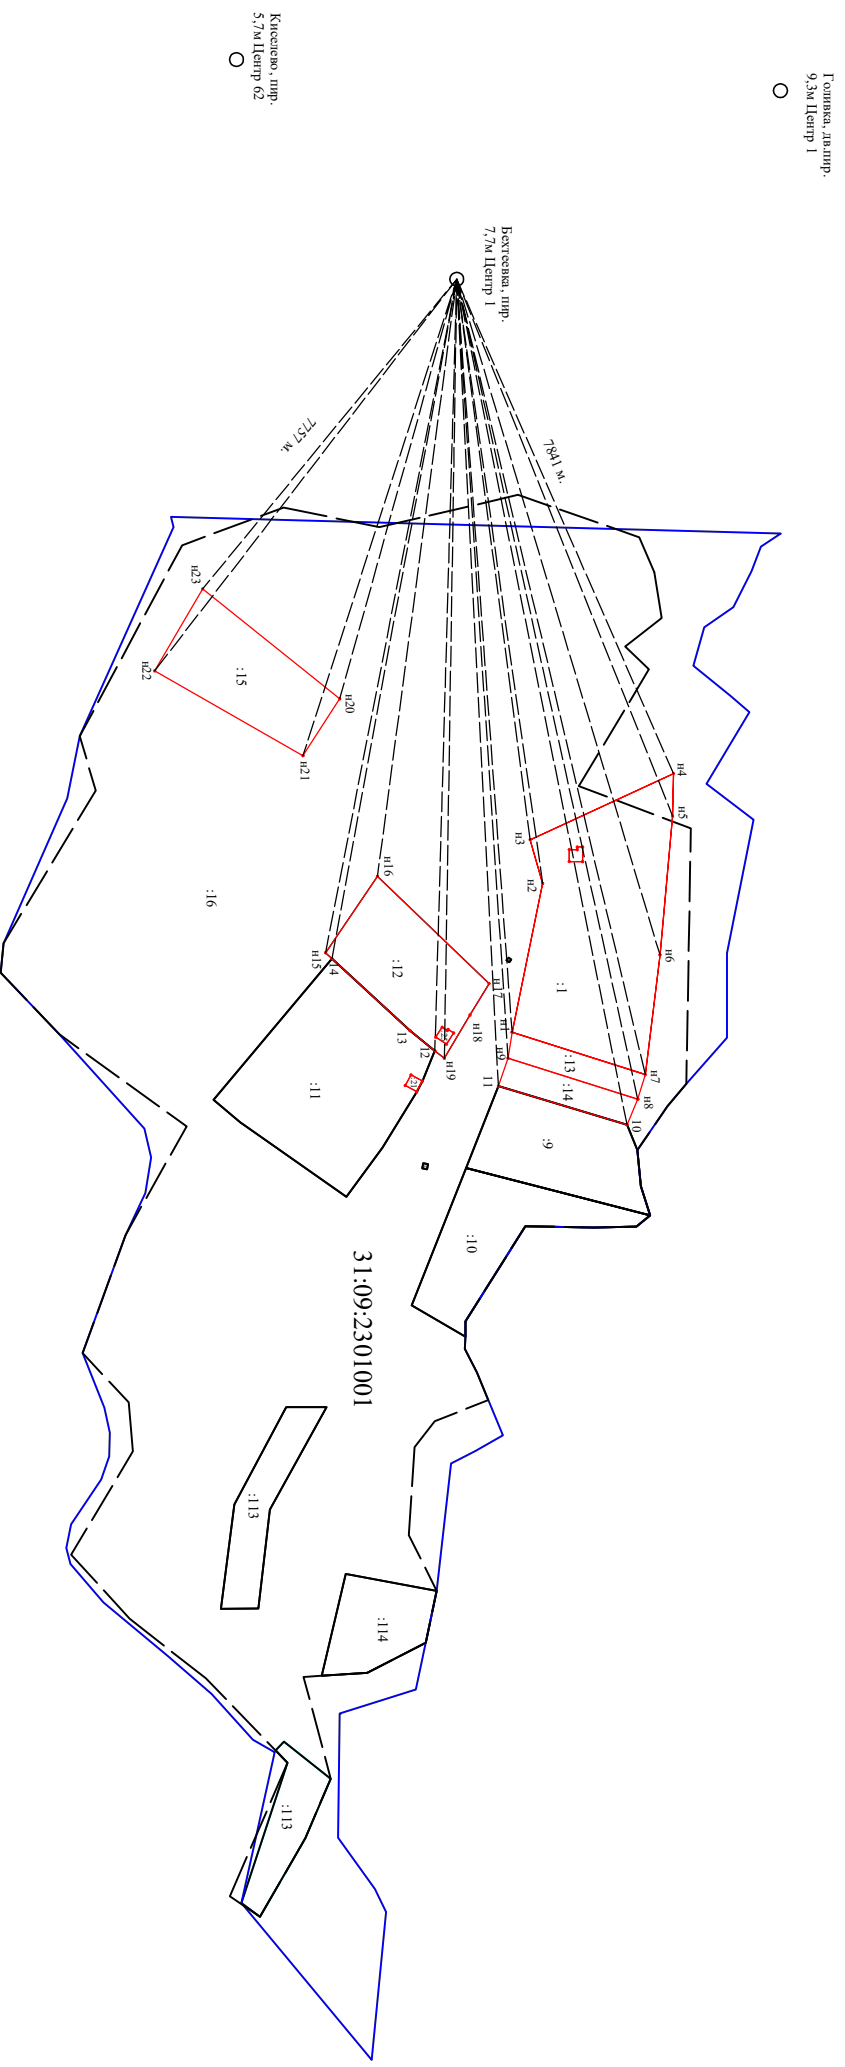 Голивка, дв.пир.
9,3м Центр 1
Киселево, пир.
5,7м Центр 62
Бехтеевка, пир.
7,7м Центр 1
7841 м.
7757 м.
н4
н5
н3
н2
н6
:1
н1
н7
:13
н9
н8
:14
11
10
:9
:10
н23
н22
:15
н20
н21
:16
н16
н15
14
:12
н17
н18
13
12
н19
:11
31:09:2301001
:113
:114
:113